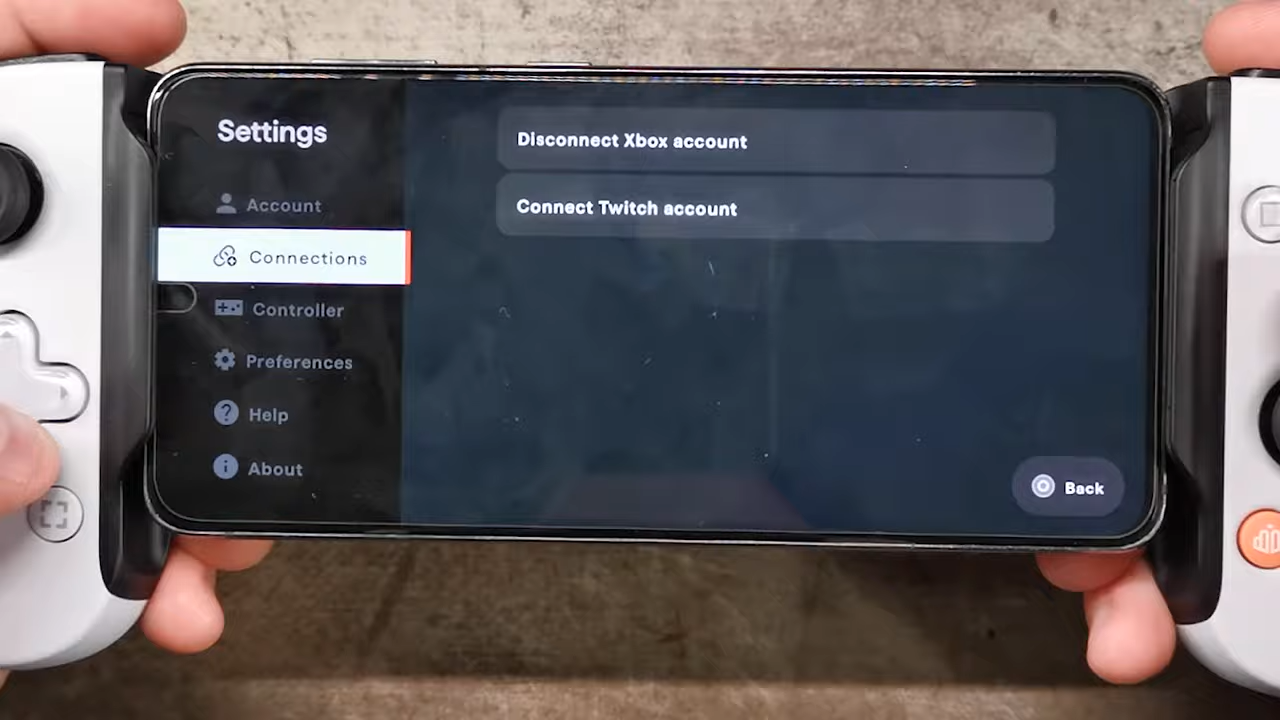 Settings
Account
Connections
Controller
Preferences
Help
About
Disconnect Xbox account
Connect Twitch account
Back